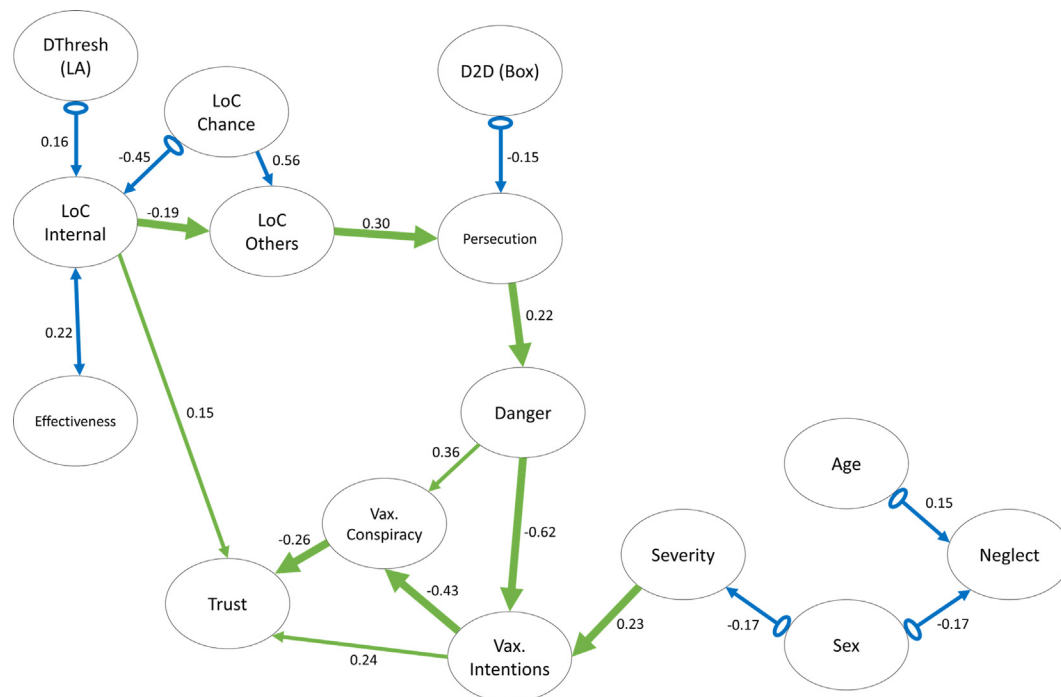 DThresh
(LA)
D2D (Box)
LoC
Chance
0.16
-0.45
0.56
-0.15
LoC
Internal
-0.19
LoC
Others
0.30
Persecution
0.22
0.22
Effectiveness
0.15
Danger
0.36
Age
0.15
Vax.
Conspiracy
-0.26
-0.62
Severity
Neglect
Trust
-0.43
0.23
-0.17
-0.17
0.24
Vax.
Intentions
Sex